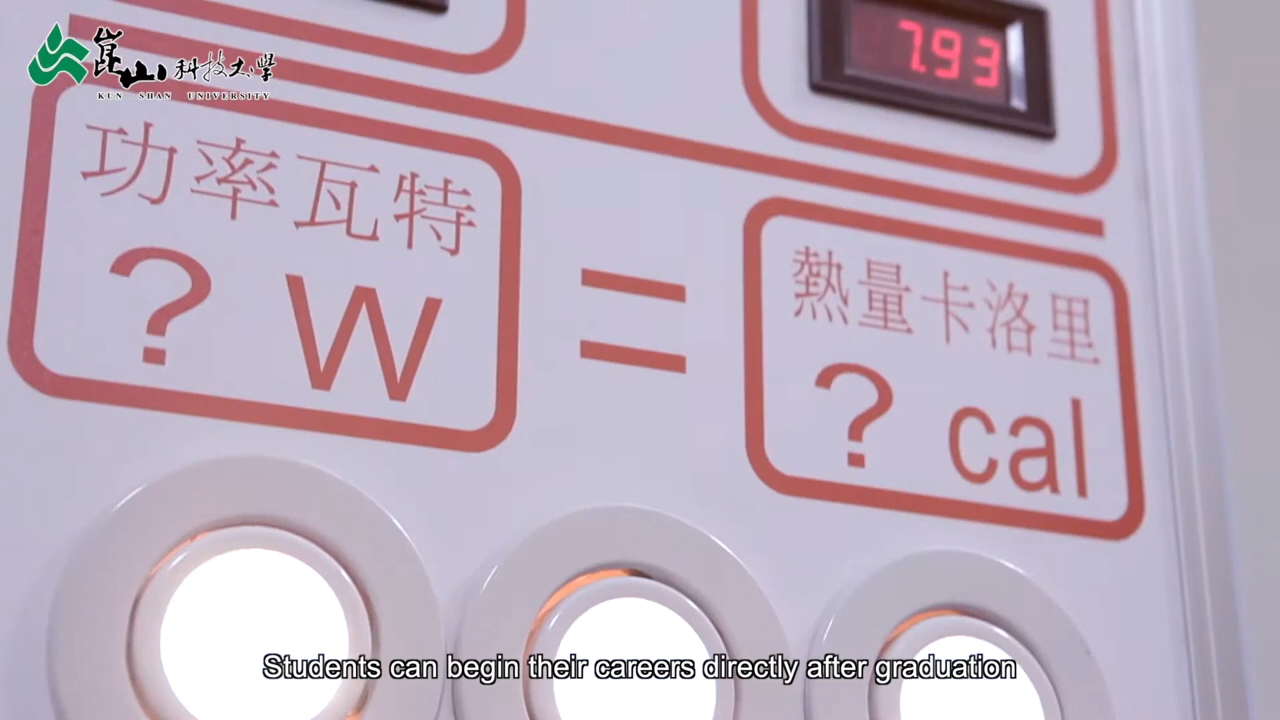 崑山科技大學
KUN SHAN UNIVERSITY
7.93
功率瓦特
? W
=
熱量卡洛里
? cal
Students can begin their careers directly after graduation